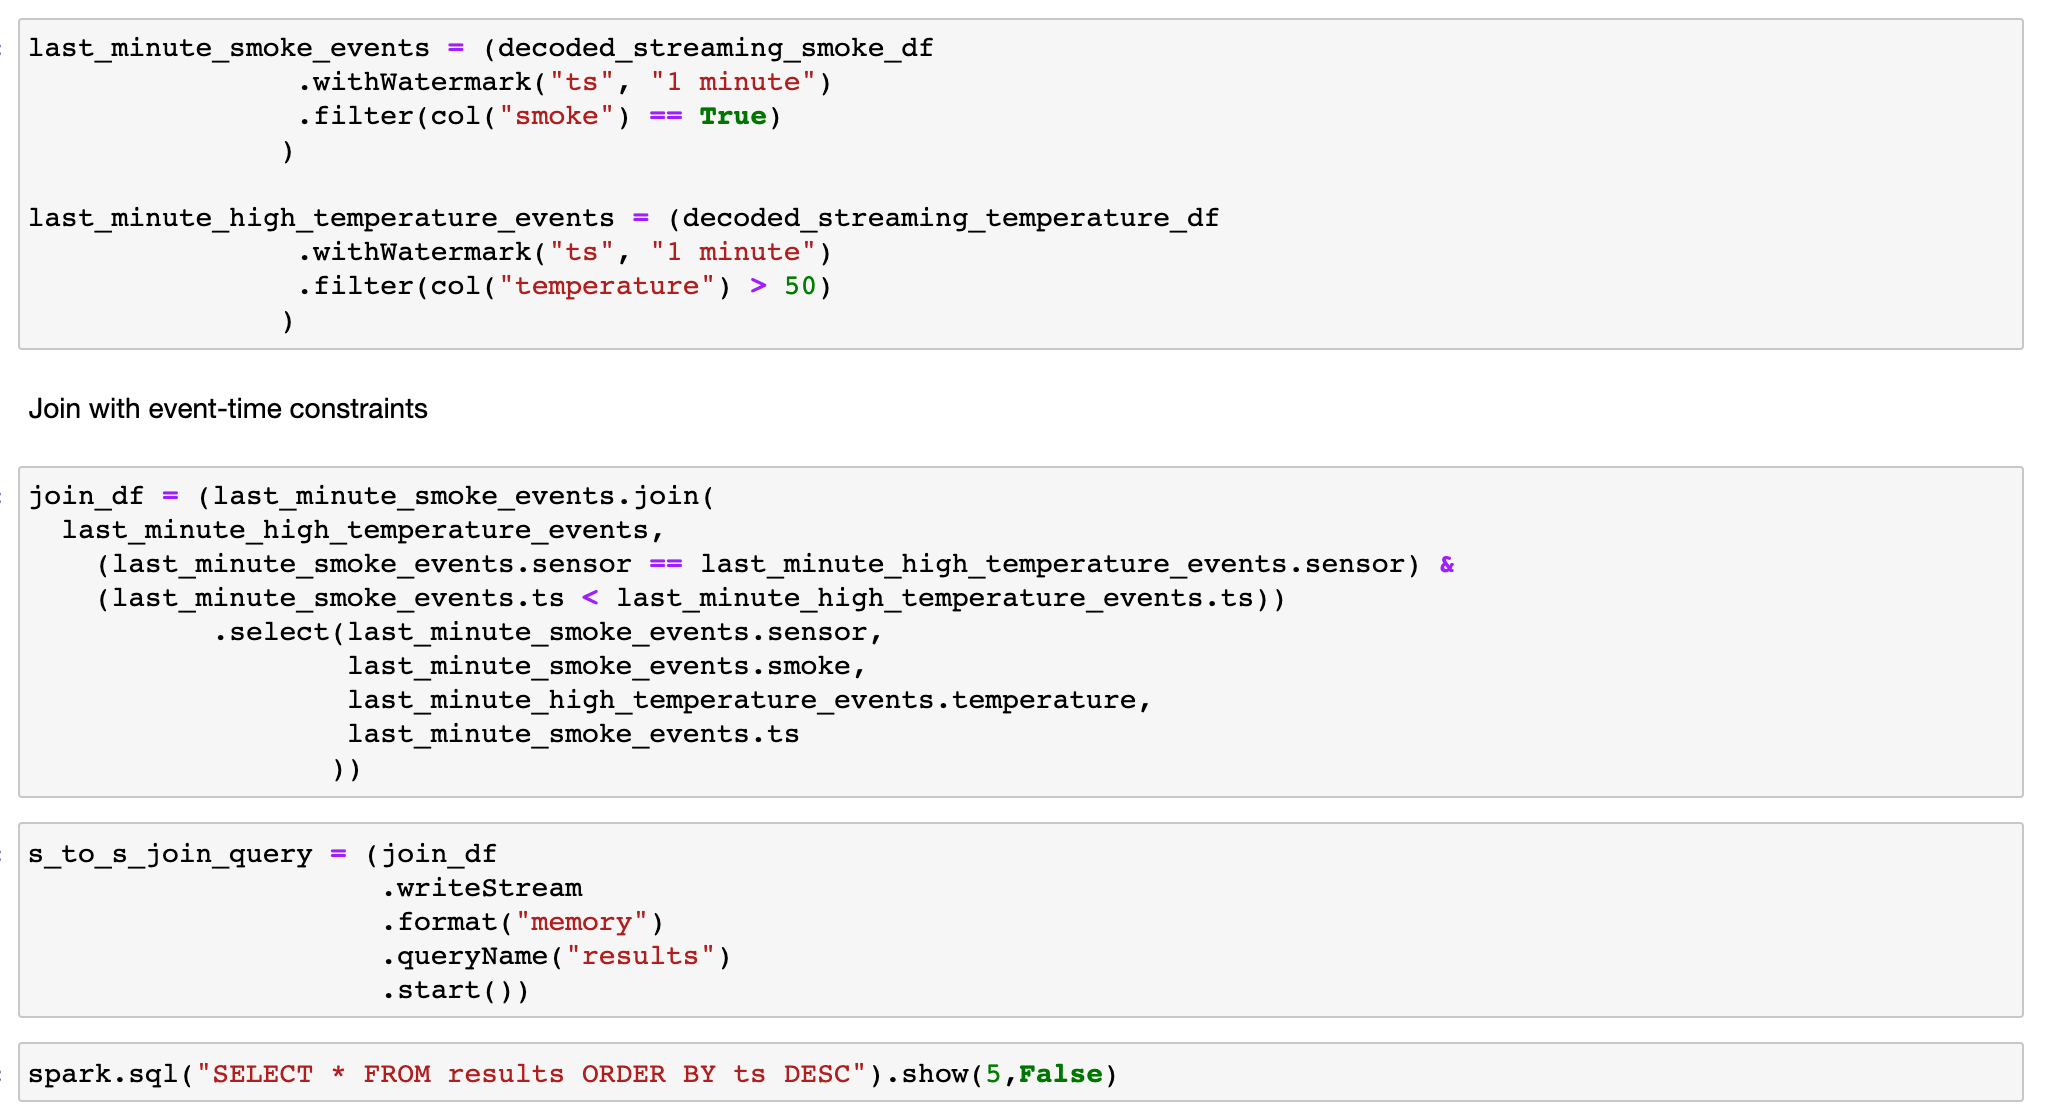 last_minute_smoke_events = (decoded_streaming_smoke_df
.withWatermark("ts", "1 minute")
.filter(col("smoke") == True)
)
last_minute_high_temperature_events = (decoded_streaming_temperature_df
.withWatermark("ts", "1 minute")
.filter(col("temperature") > 50)
)
Join with event-time constraints
join_df = (last_minute_smoke_events.join(
last_minute_high_temperature_events,
(last_minute_smoke_events.sensor == last_minute_high_temperature_events.sensor) &
(last_minute_smoke_events.ts < last_minute_high_temperature_events.ts))
.select(last_minute_smoke_events.sensor,
last_minute_smoke_events.smoke,
last_minute_high_temperature_events.temperature,
last_minute_smoke_events.ts
))
s_to_s_join_query = (join_df
.writeStream
.format("memory")
.queryName("results")
.start())
spark.sql("SELECT * FROM results ORDER BY ts DESC").show(5,False)